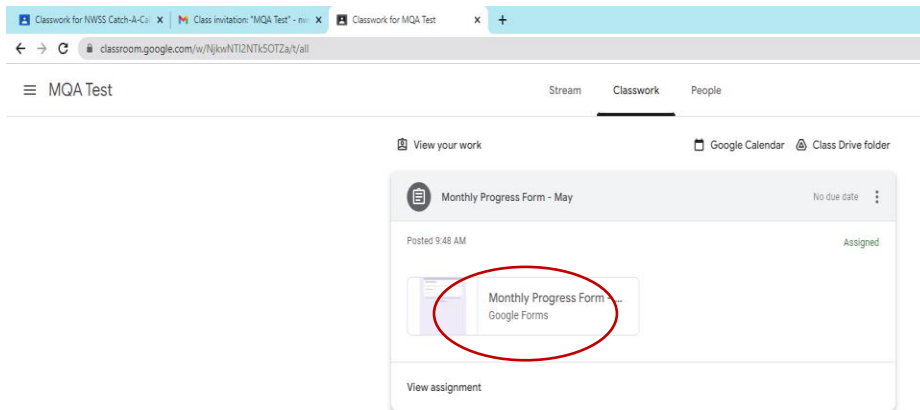 Classwork for NWSS Catch-A-Cal
Class invitation: "MQA Test" - nw
Classwork for MQA Test
classroom.google.com/w/NjkwNTI2NTk5OTZa/t/all
MQA Test
Stream Classwork People
View your work
Google Calendar Class Drive folder
Monthly Progress Form - May No due date
Posted 9:48 AM Assigned
Monthly Progress Form - ...
Google Forms
View assignment